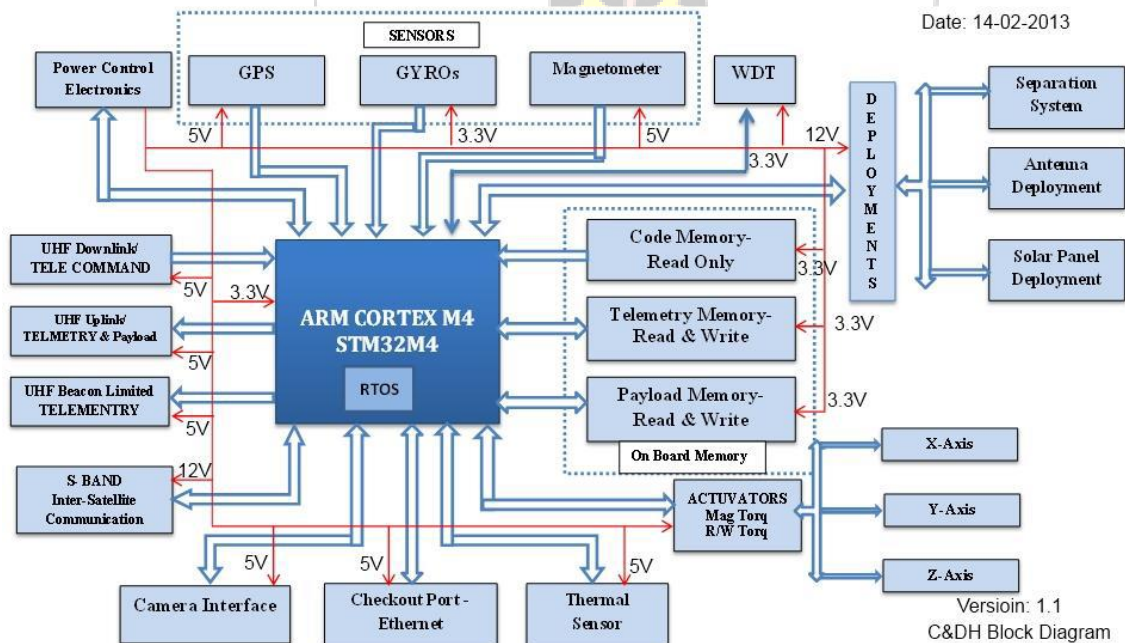 Date: 14-02-2013
SENSORS
Power Control
Electronics
GPS
GYROs
Magnetometer
WDT
5V
3.3V
5V
3.3V
12V
DEPLOYMENTS
Separation
System
Antenna
Deployment
Solar Panel
Deployment
UHF Downlink/
TELE COMMAND
5V
3.3V
UHF Uplink/
TELMETRY & Payload
5V
UHF Beacon Limited
TELEMENTRY
5V
12V
S- BAND
Inter-Satellite
Communication
ARM CORTEX M4
STM32M4
RTOS
Code Memory-
Read Only
3.3V
Telemetry Memory-
Read & Write
3.3V
Payload Memory-
Read & Write
3.3V
On Board Memory
ACTUVATORS
Mag Torq
R/W Torq
X-Axis
Y-Axis
Z-Axis
5V
5V
5V
Camera Interface
Checkout Port -
Ethernet
Thermal
Sensor
Versioin: 1.1
C&DH Block Diagram